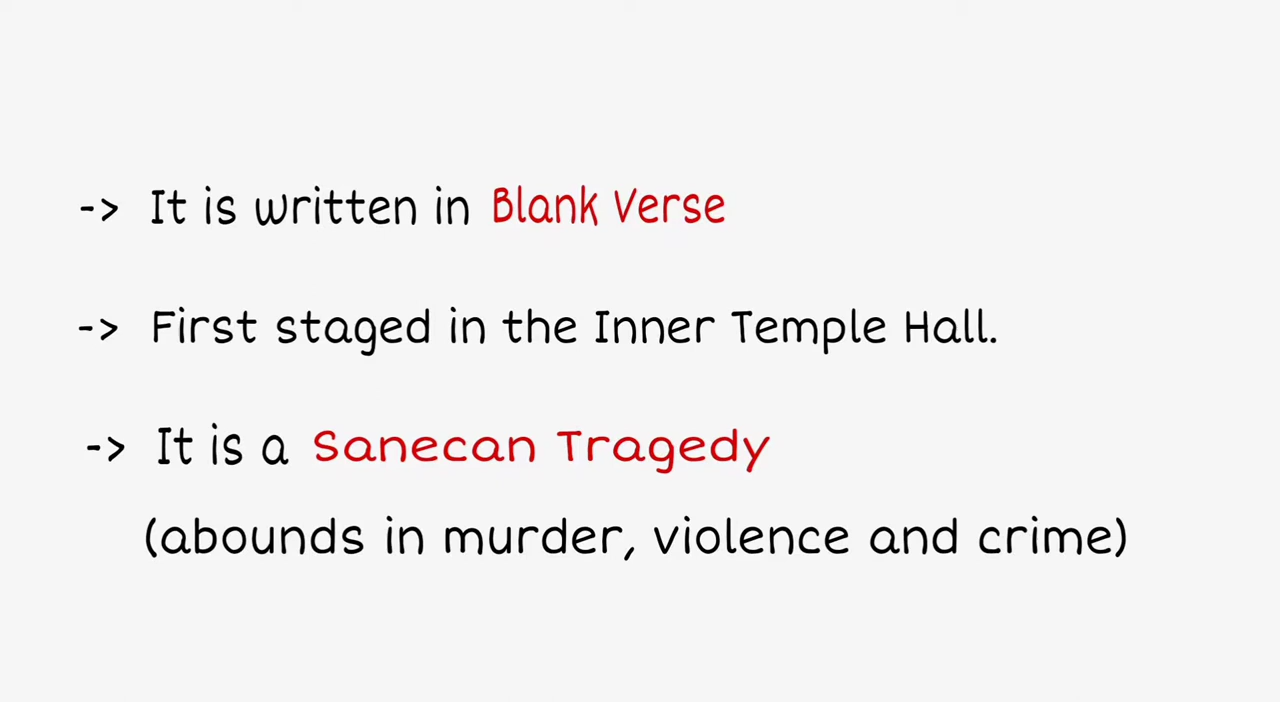 -> It is written in Blank Verse
-> First staged in the Inner Temple Hall.
-> It is a Sanecan Tragedy
(abounds in murder, violence and crime)